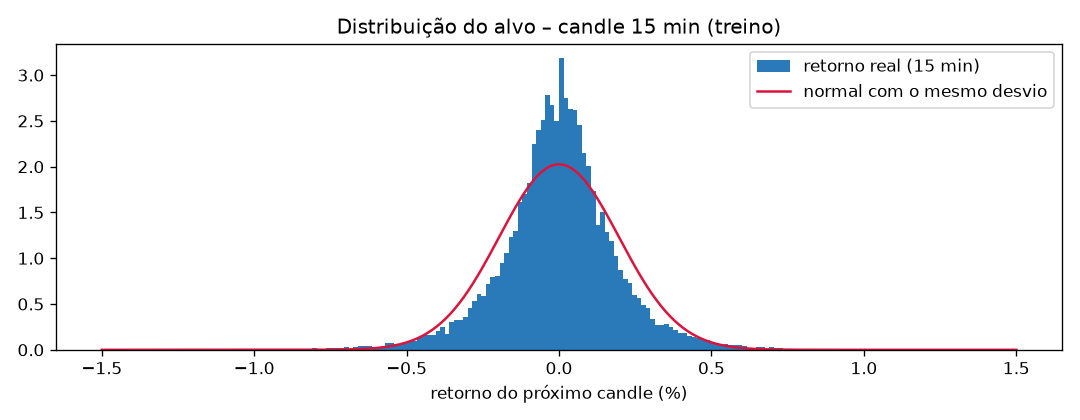 Distribuição do alvo – candle 15 min (treino)
retorno real (15 min)
normal com o mesmo desvio
3.0
2.5
2.0
1.5
1.0
0.5
0.0
−1.5 −1.0 −0.5 0.0 0.5 1.0 1.5
retorno do próximo candle (%)